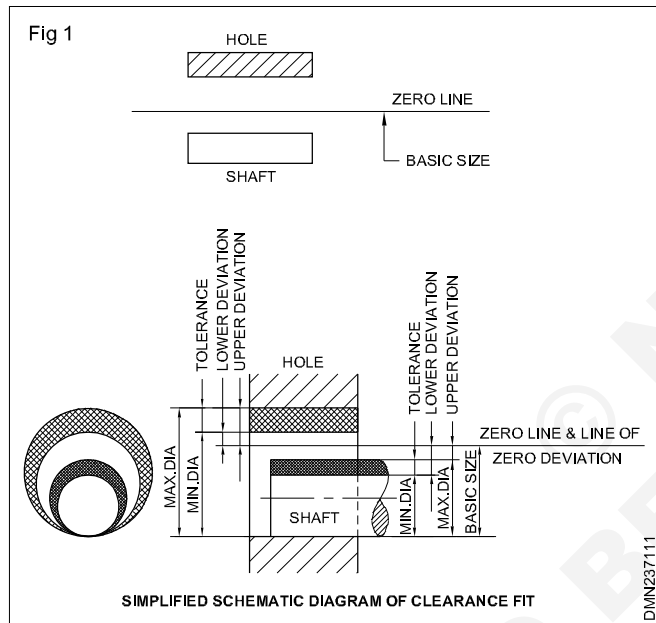 Fig 1
HOLE
ZERO LINE
BASIC SIZE
SHAFT
TOLERANCE
LOWER DEVIATION
UPPER DEVIATION
HOLE
TOLERANCE
LOWER DEVIATION
UPPER DEVIATION
ZERO LINE & LINE OF
ZERO DEVIATION
MAX.DIA
MIN.DIA
SHAFT
MIN.DIA
MAX.DIA
BASIC SIZE
SIMPLIFIED SCHEMATIC DIAGRAM OF CLEARANCE FIT
DMN237111